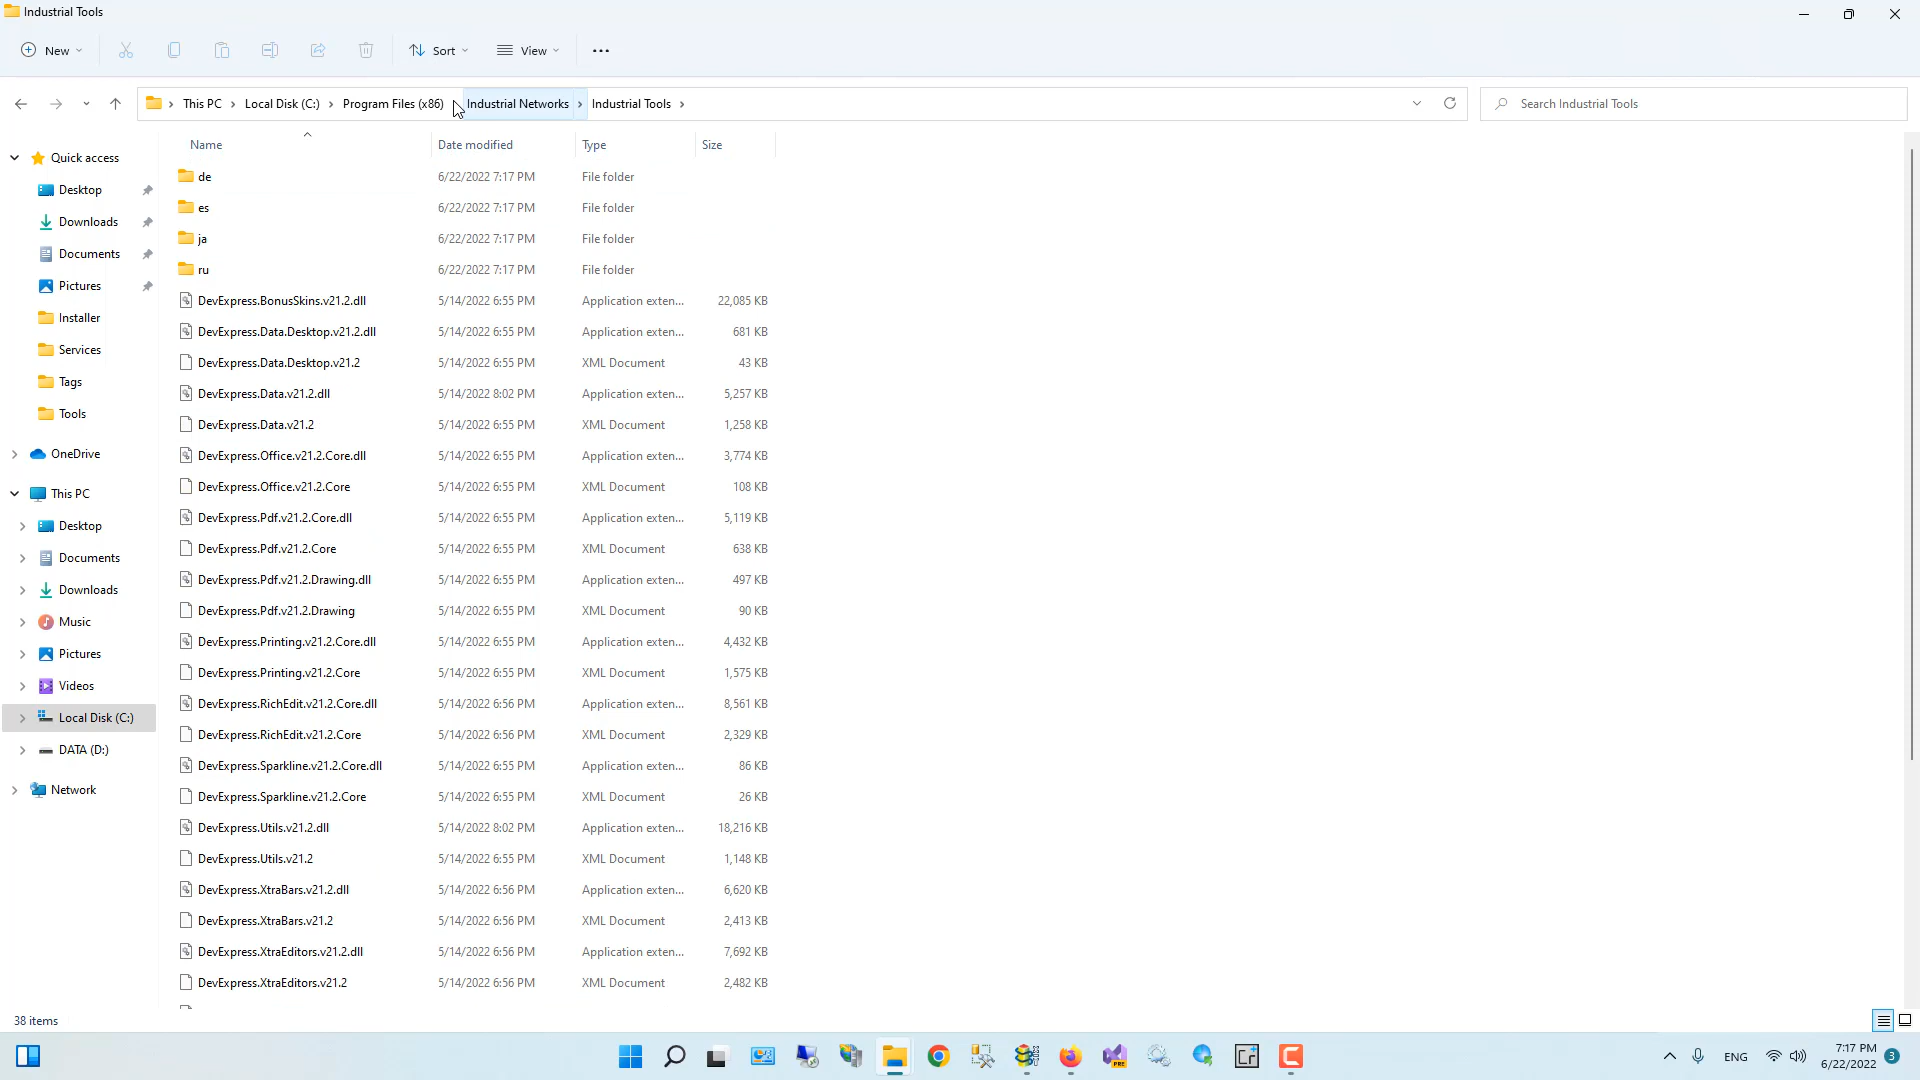 Industrial Tools
New
Sort
View
This PC
Local Disk (C:)
Program Files (x86)
Industrial Networks
Industrial Tools
Search Industrial Tools
Name Date modified Type Size
Quick access
Desktop
Downloads
Documents
Pictures
Installer
Services
Tags
Tools
OneDrive
This PC
Desktop
Documents
Downloads
Music
Pictures
Videos
Local Disk (C:)
DATA (D:)
Network
de 6/22/2022 7:17 PM File folder
es 6/22/2022 7:17 PM File folder
ja 6/22/2022 7:17 PM File folder
ru 6/22/2022 7:17 PM File folder
DevExpress.BonusSkins.v21.2.dll 5/14/2022 6:55 PM Application exten... 22,085 KB
DevExpress.Data.Desktop.v21.2.dll 5/14/2022 6:55 PM Application exten... 681 KB
DevExpress.Data.Desktop.v21.2 5/14/2022 6:55 PM XML Document 43 KB
DevExpress.Data.v21.2.dll 5/14/2022 8:02 PM Application exten... 5,257 KB
DevExpress.Data.v21.2 5/14/2022 6:55 PM XML Document 1,258 KB
DevExpress.Office.v21.2.Core.dll 5/14/2022 6:55 PM Application exten... 3,774 KB
DevExpress.Office.v21.2.Core 5/14/2022 6:55 PM XML Document 108 KB
DevExpress.Pdf.v21.2.Core.dll 5/14/2022 6:55 PM Application exten... 5,119 KB
DevExpress.Pdf.v21.2.Core 5/14/2022 6:55 PM XML Document 638 KB
DevExpress.Pdf.v21.2.Drawing.dll 5/14/2022 6:55 PM Application exten... 497 KB
DevExpress.Pdf.v21.2.Drawing 5/14/2022 6:55 PM XML Document 90 KB
DevExpress.Printing.v21.2.Core.dll 5/14/2022 6:55 PM Application exten... 4,432 KB
DevExpress.Printing.v21.2.Core 5/14/2022 6:55 PM XML Document 1,575 KB
DevExpress.RichEdit.v21.2.Core.dll 5/14/2022 6:56 PM Application exten... 8,561 KB
DevExpress.RichEdit.v21.2.Core 5/14/2022 6:56 PM XML Document 2,329 KB
DevExpress.Sparkline.v21.2.Core.dll 5/14/2022 6:55 PM Application exten... 86 KB
DevExpress.Sparkline.v21.2.Core 5/14/2022 6:55 PM XML Document 26 KB
DevExpress.Utils.v21.2.dll 5/14/2022 8:02 PM Application exten... 18,216 KB
DevExpress.Utils.v21.2 5/14/2022 6:55 PM XML Document 1,148 KB
DevExpress.XtraBars.v21.2.dll 5/14/2022 6:56 PM Application exten... 6,620 KB
DevExpress.XtraBars.v21.2 5/14/2022 6:56 PM XML Document 2,413 KB
DevExpress.XtraEditors.v21.2.dll 5/14/2022 6:56 PM Application exten... 7,692 KB
DevExpress.XtraEditors.v21.2 5/14/2022 6:56 PM XML Document 2,482 KB
38 items
PRE
Cr
C
ENG
7:17 PM
6/22/2022
3